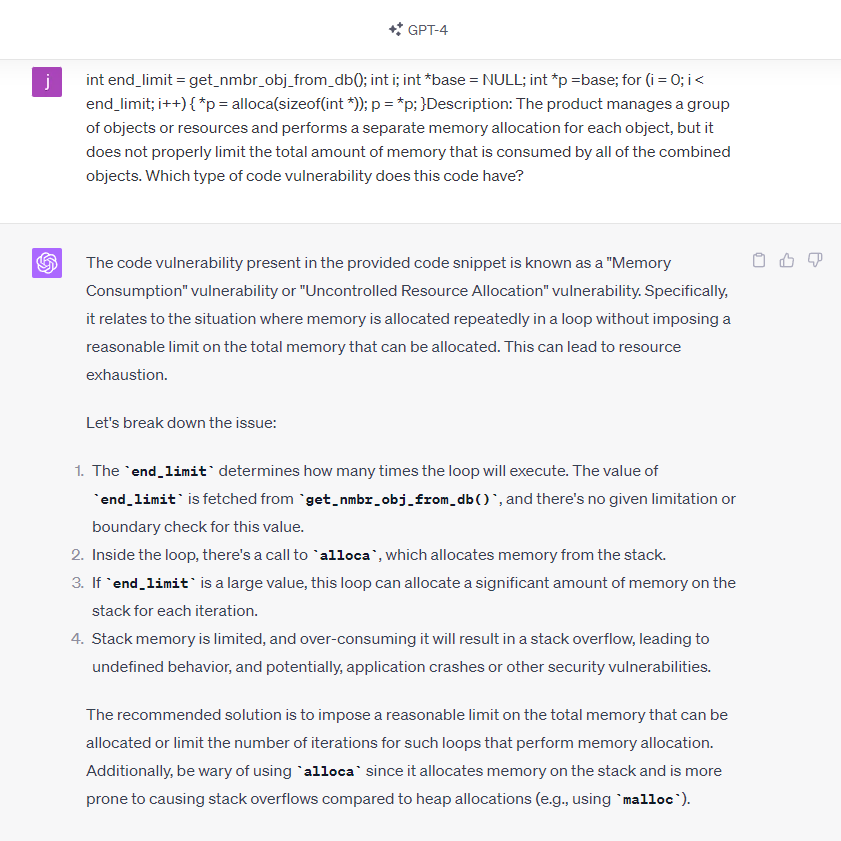 GPT-4
j
int end_limit = get_nmbr_obj_from_db(); int i; int *base = NULL; int *p =base; for (i = 0; i <
end_limit; i++) { *p = alloca(sizeof(int *)); p = *p; }Description: The product manages a group
of objects or resources and performs a separate memory allocation for each object, but it
does not properly limit the total amount of memory that is consumed by all of the combined
objects. Which type of code vulnerability does this code have?
The code vulnerability present in the provided code snippet is known as a "Memory
Consumption" vulnerability or "Uncontrolled Resource Allocation" vulnerability. Specifically,
it relates to the situation where memory is allocated repeatedly in a loop without imposing a
reasonable limit on the total memory that can be allocated. This can lead to resource
exhaustion.
Let's break down the issue:
1. The `end_limit` determines how many times the loop will execute. The value of
`end_limit` is fetched from `get_nmbr_obj_from_db()`, and there's no given limitation or
boundary check for this value.
2. Inside the loop, there's a call to `alloca`, which allocates memory from the stack.
3. If `end_limit` is a large value, this loop can allocate a significant amount of memory on the
stack for each iteration.
4. Stack memory is limited, and over-consuming it will result in a stack overflow, leading to
undefined behavior, and potentially, application crashes or other security vulnerabilities.
The recommended solution is to impose a reasonable limit on the total memory that can be
allocated or limit the number of iterations for such loops that perform memory allocation.
Additionally, be wary of using `alloca` since it allocates memory on the stack and is more
prone to causing stack overflows compared to heap allocations (e.g., using `malloc`).